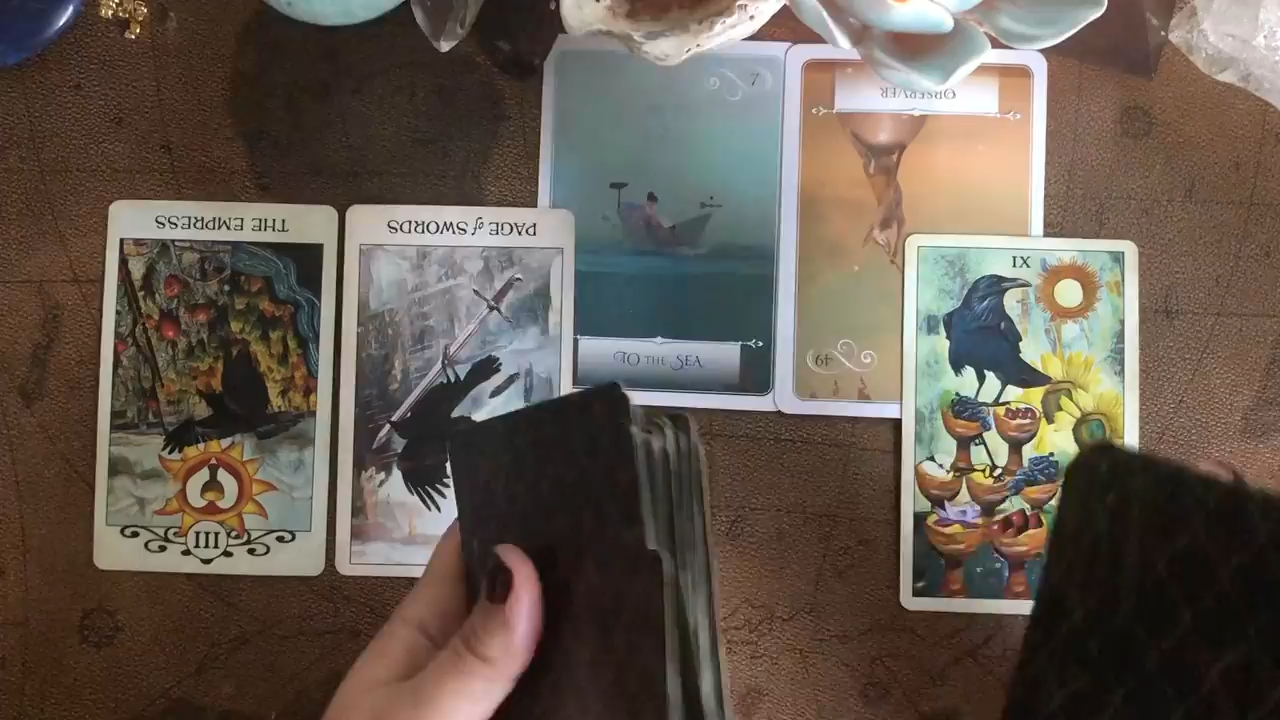 THE EMPRESS
III
PAGE of SWORDS
7
TO THE SEA
OBSERVER
49
IX